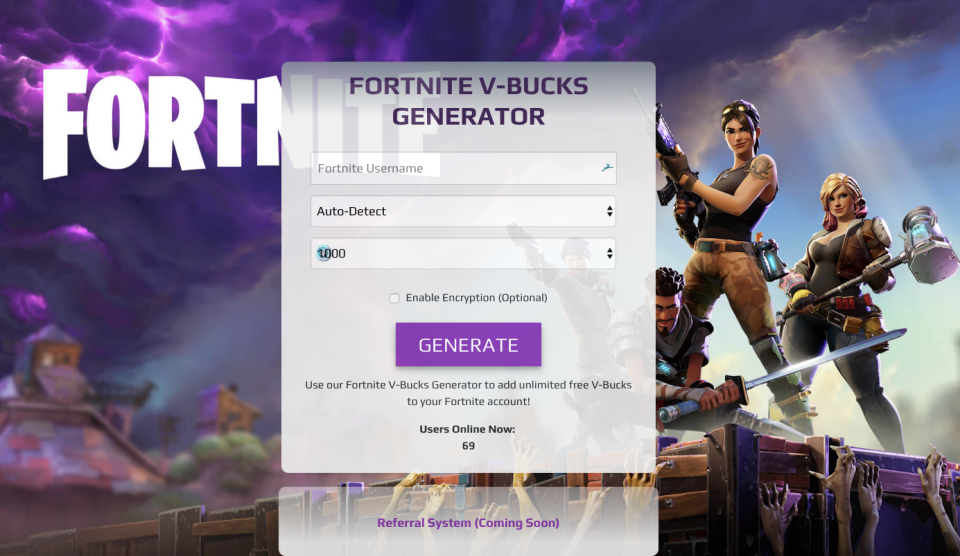 FORTNITE
FORTNITE V-BUCKS
GENERATOR
Fortnite Username
Auto-Detect
1000
Enable Encryption (Optional)
GENERATE
Use our Fortnite V-Bucks Generator to add unlimited free V-Bucks
to your Fortnite account!
Users Online Now:
69
Referral System (Coming Soon)